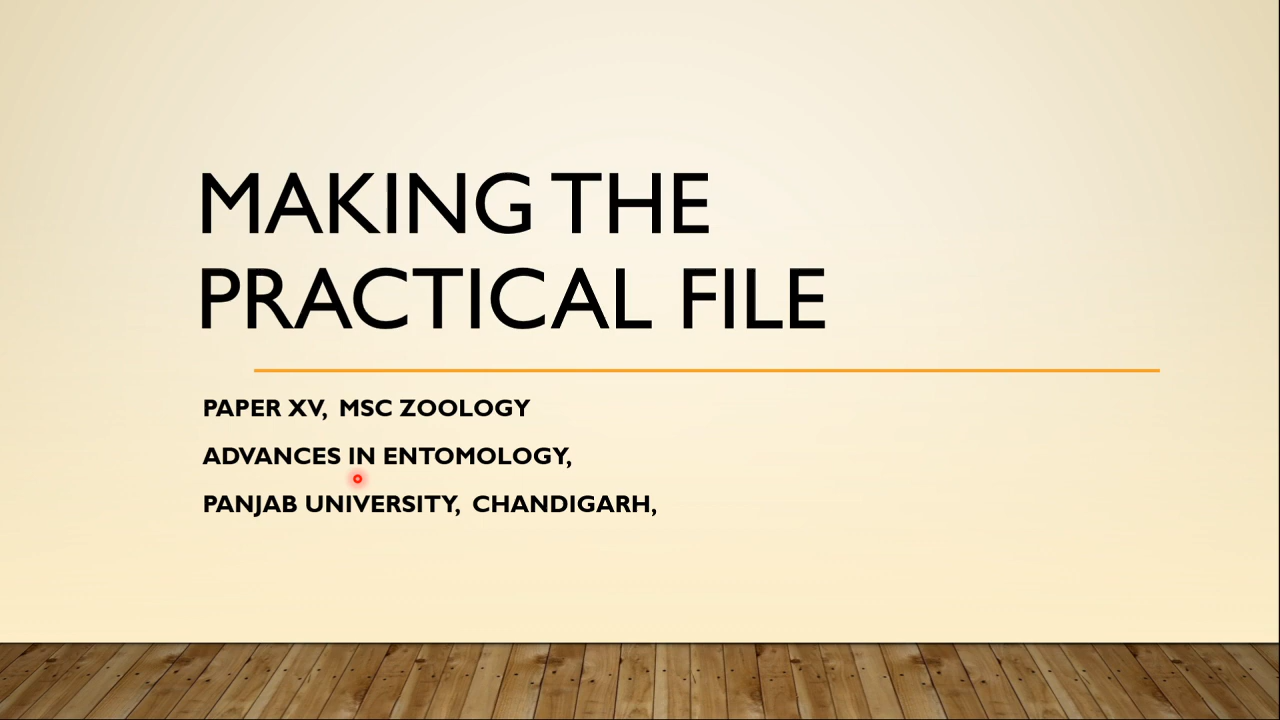 MAKING THE
PRACTICAL FILE
PAPER XV, MSC ZOOLOGY
ADVANCES IN ENTOMOLOGY,
PANJAB UNIVERSITY, CHANDIGARH,